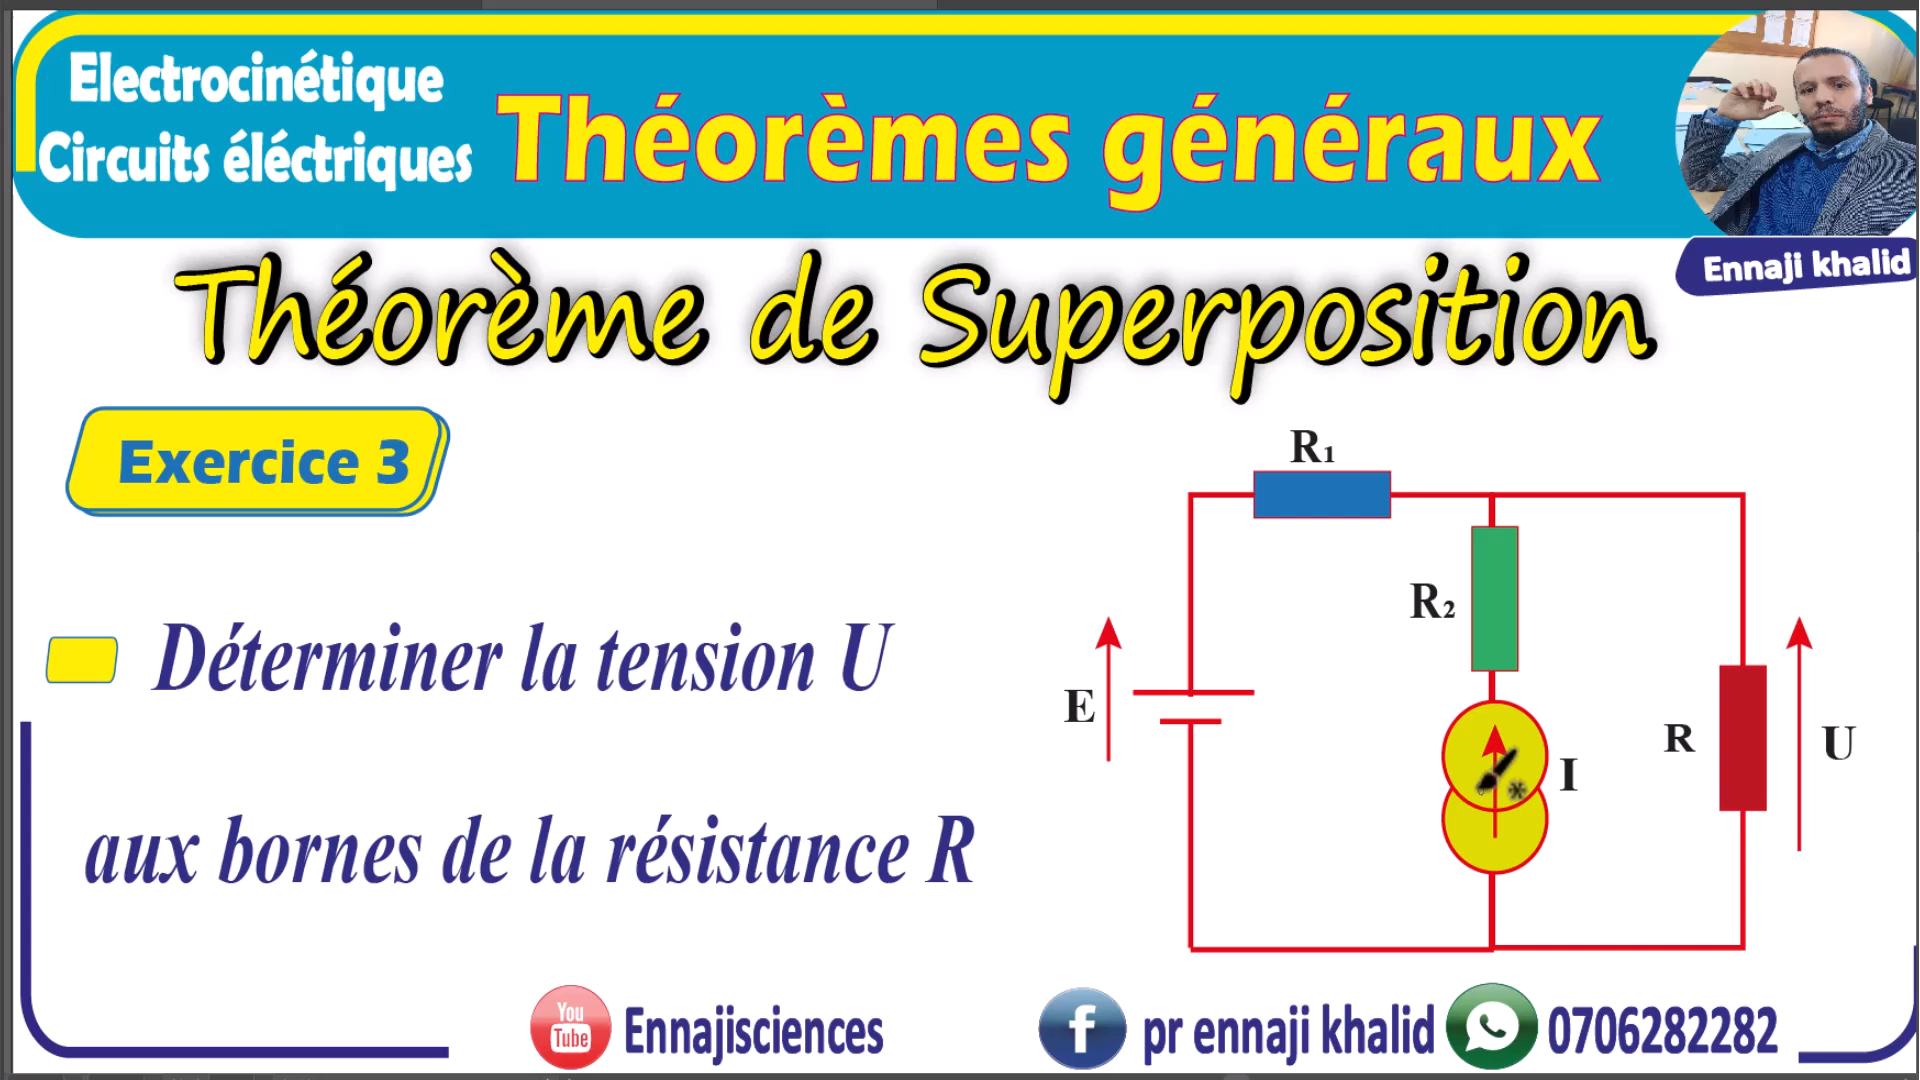 Electrocinétique
Circuits éléctriques
Théorèmes généraux
Ennaji khalid
Théorème de Superposition
Exercice 3
Déterminer la tension U
aux bornes de la résistance R
R1
R2
E
I
R
U
You
Tube
Ennajisciences
f
pr ennaji khalid
0706282282